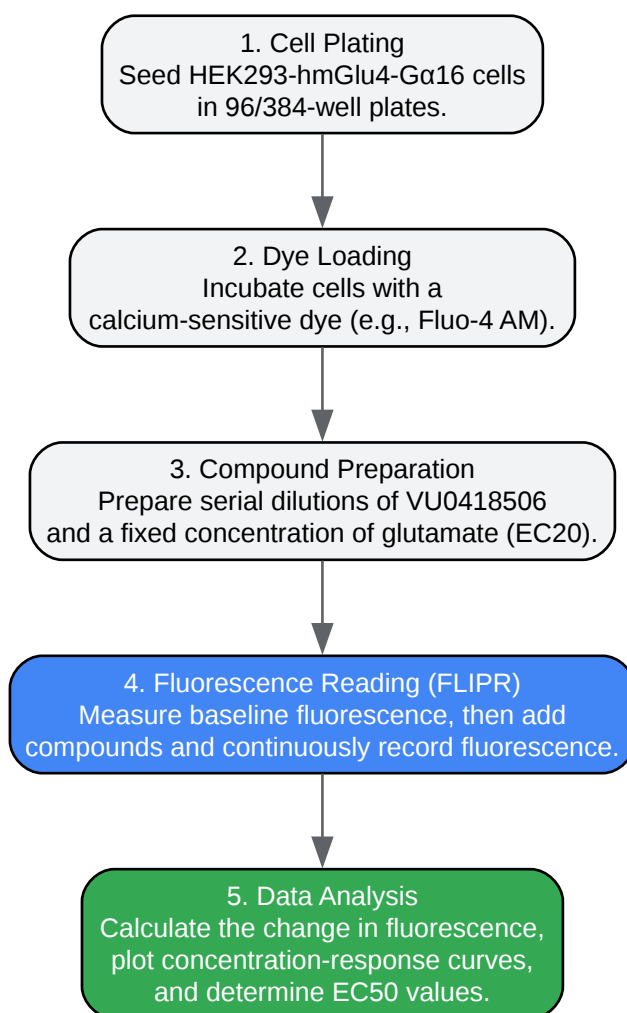 1. Cell Plating
Seed HEK293-hmGlu4-Gα16 cells
in 96/384-well plates.
2. Dye Loading
Incubate cells with a
calcium-sensitive dye (e.g., Fluo-4 AM).
3. Compound Preparation
Prepare serial dilutions of VU0418506
and a fixed concentration of glutamate (EC20).
4. Fluorescence Reading (FLIPR)
Measure baseline fluorescence, then add
compounds and continuously record fluorescence.
5. Data Analysis
Calculate the change in fluorescence,
plot concentration-response curves,
and determine EC50 values.